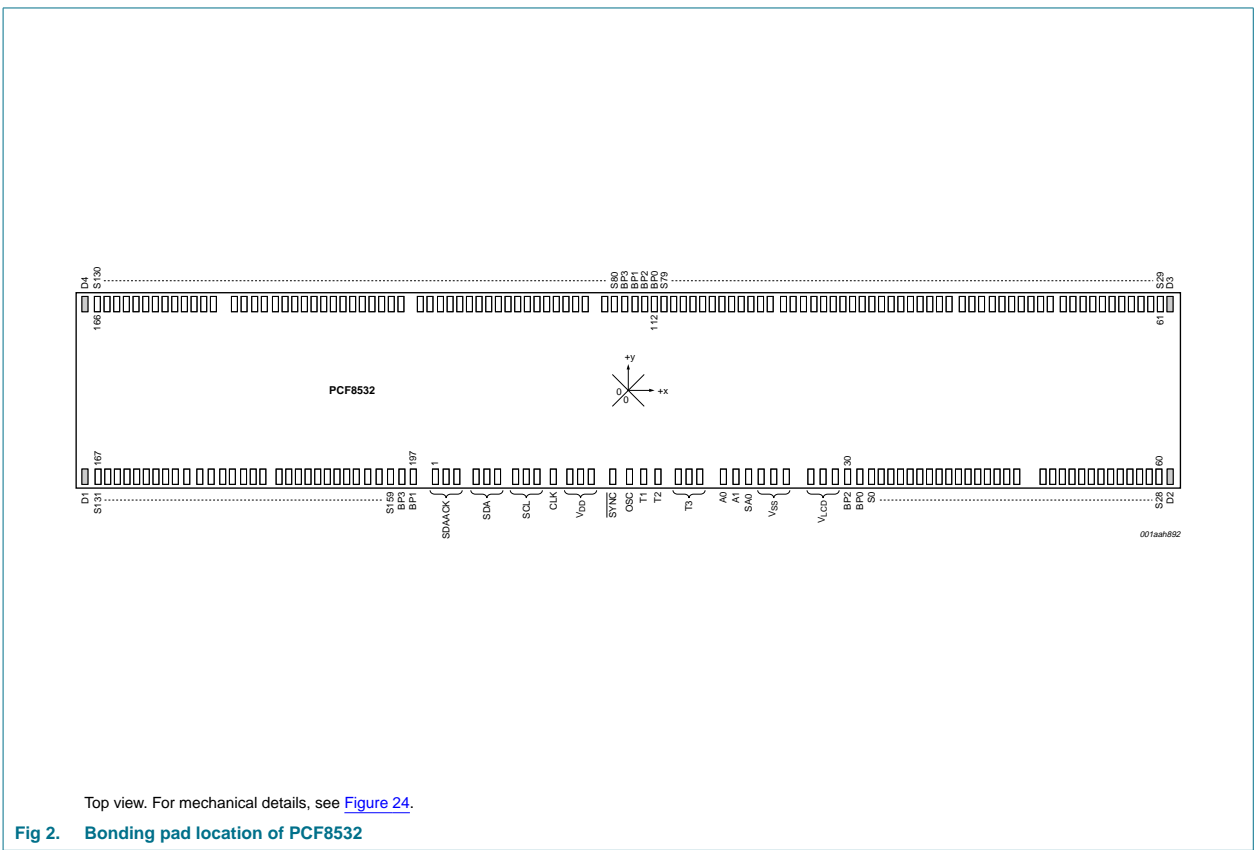 D4
S130
S80
BP3
BP1
BP2
BP0
S79
S29
D3
166
112
61
+y
+x
0
0
PCF8532
167
197
1
30
60
D1
S131
S159
BP3
BP1
SDAACK
SDA
SCL
CLK
VDD
SYNC
OSC
T1
T2
T3
A0
A1
SA0
VSS
VLCD
BP2
BP0
S0
S28
D2
001aah892
Top view. For mechanical details, see Figure 24.
Fig 2. Bonding pad location of PCF8532